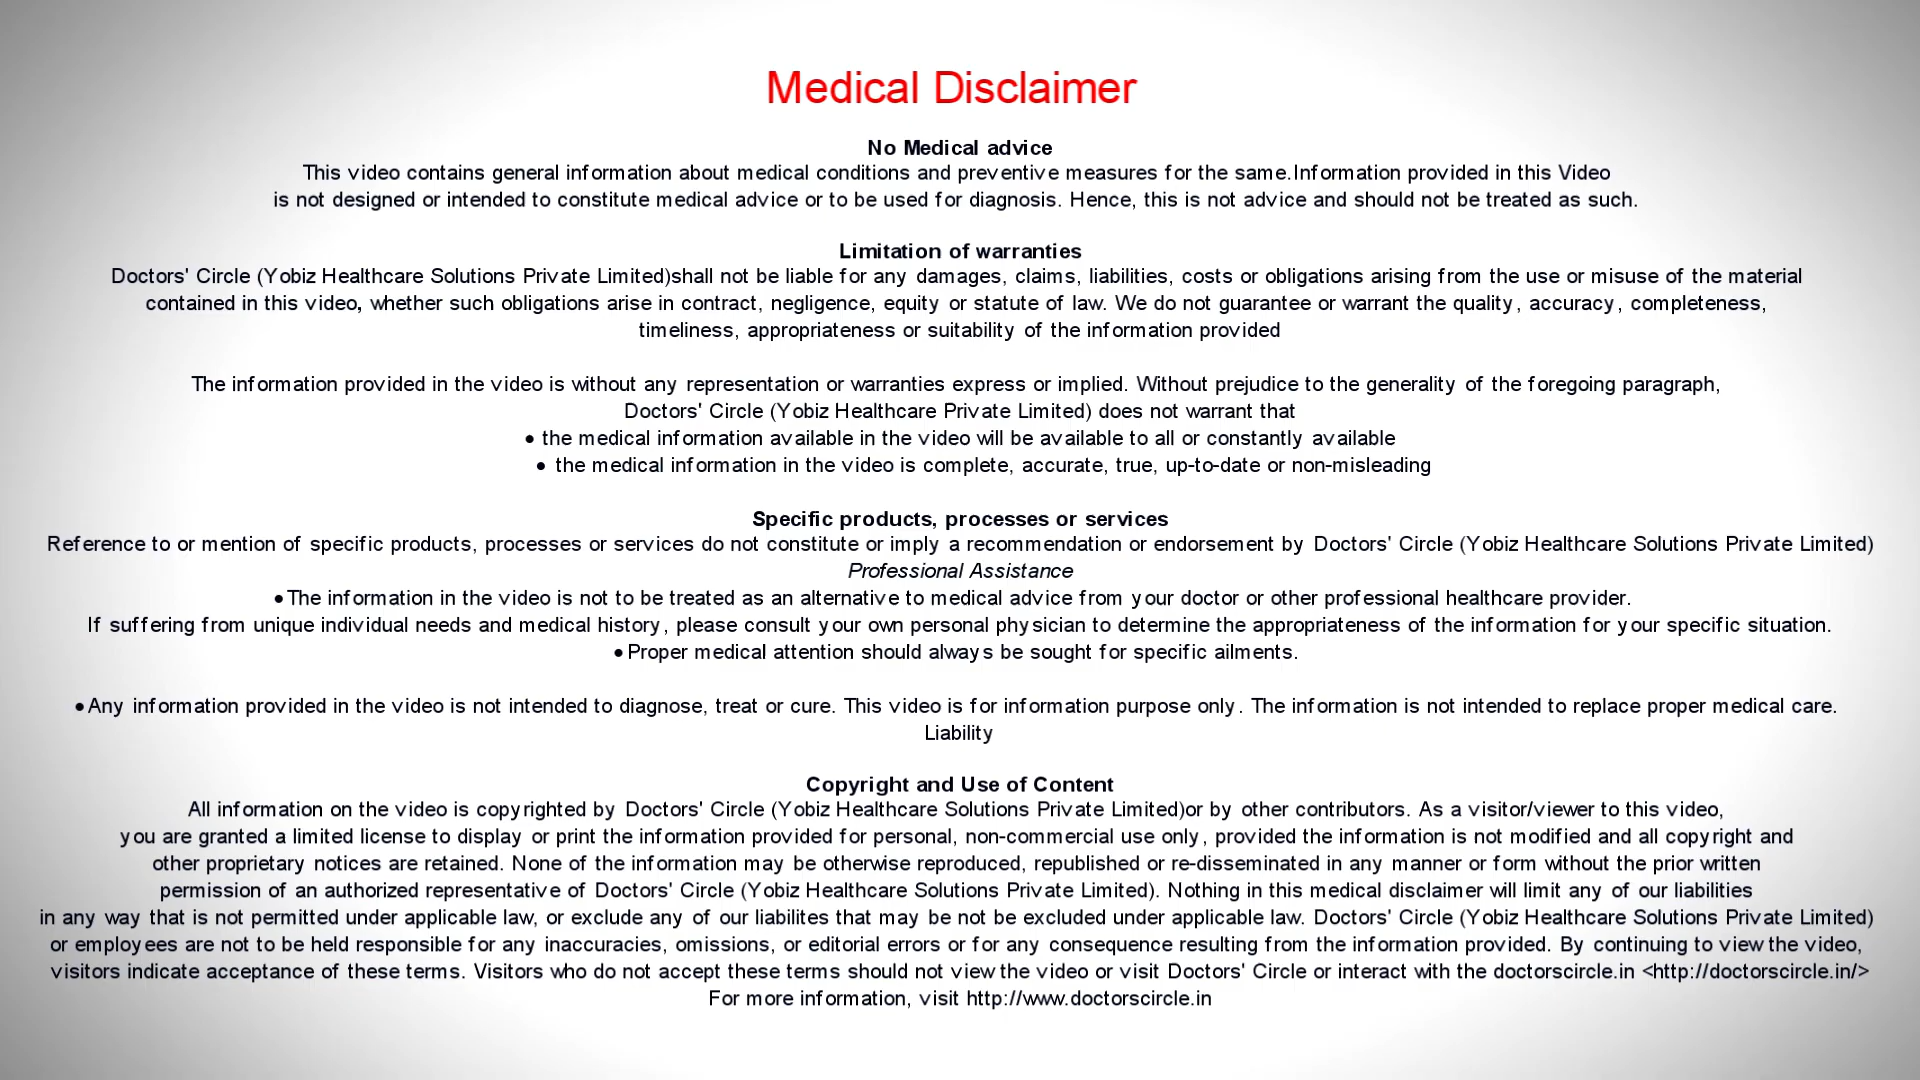 Medical Disclaimer
No Medical advice
This video contains general information about medical conditions and preventive measures for the same.Information provided in this Video
is not designed or intended to constitute medical advice or to be used for diagnosis. Hence, this is not advice and should not be treated as such.
Limitation of warranties
Doctors' Circle (Yobiz Healthcare Solutions Private Limited)shall not be liable for any damages, claims, liabilities, costs or obligations arising from the use or misuse of the material
contained in this video, whether such obligations arise in contract, negligence, equity or statute of law. We do not guarantee or warrant the quality, accuracy, completeness,
timeliness, appropriateness or suitability of the information provided
The information provided in the video is without any representation or warranties express or implied. Without prejudice to the generality of the foregoing paragraph,
Doctors' Circle (Yobiz Healthcare Private Limited) does not warrant that
• the medical information available in the video will be available to all or constantly available
• the medical information in the video is complete, accurate, true, up-to-date or non-misleading
Specific products, processes or services
Reference to or mention of specific products, processes or services do not constitute or imply a recommendation or endorsement by Doctors' Circle (Yobiz Healthcare Solutions Private Limited)
Professional Assistance
•The information in the video is not to be treated as an alternative to medical advice from your doctor or other professional healthcare provider.
If suffering from unique individual needs and medical history, please consult your own personal physician to determine the appropriateness of the information for your specific situation.
•Proper medical attention should always be sought for specific ailments.
•Any information provided in the video is not intended to diagnose, treat or cure. This video is for information purpose only. The information is not intended to replace proper medical care.
Liability
Copyright and Use of Content
All information on the video is copyrighted by Doctors' Circle (Yobiz Healthcare Solutions Private Limited)or by other contributors. As a visitor/viewer to this video,
you are granted a limited license to display or print the information provided for personal, non-commercial use only, provided the information is not modified and all copyright and
other proprietary notices are retained. None of the information may be otherwise reproduced, republished or re-disseminated in any manner or form without the prior written
permission of an authorized representative of Doctors' Circle (Yobiz Healthcare Solutions Private Limited). Nothing in this medical disclaimer will limit any of our liabilities
in any way that is not permitted under applicable law, or exclude any of our liabilites that may be not be excluded under applicable law. Doctors' Circle (Yobiz Healthcare Solutions Private Limited)
or employees are not to be held responsible for any inaccuracies, omissions, or editorial errors or for any consequence resulting from the information provided. By continuing to view the video,
visitors indicate acceptance of these terms. Visitors who do not accept these terms should not view the video or visit Doctors' Circle or interact with the doctorscircle.in <http://doctorscircle.in/>
For more information, visit http://www.doctorscircle.in